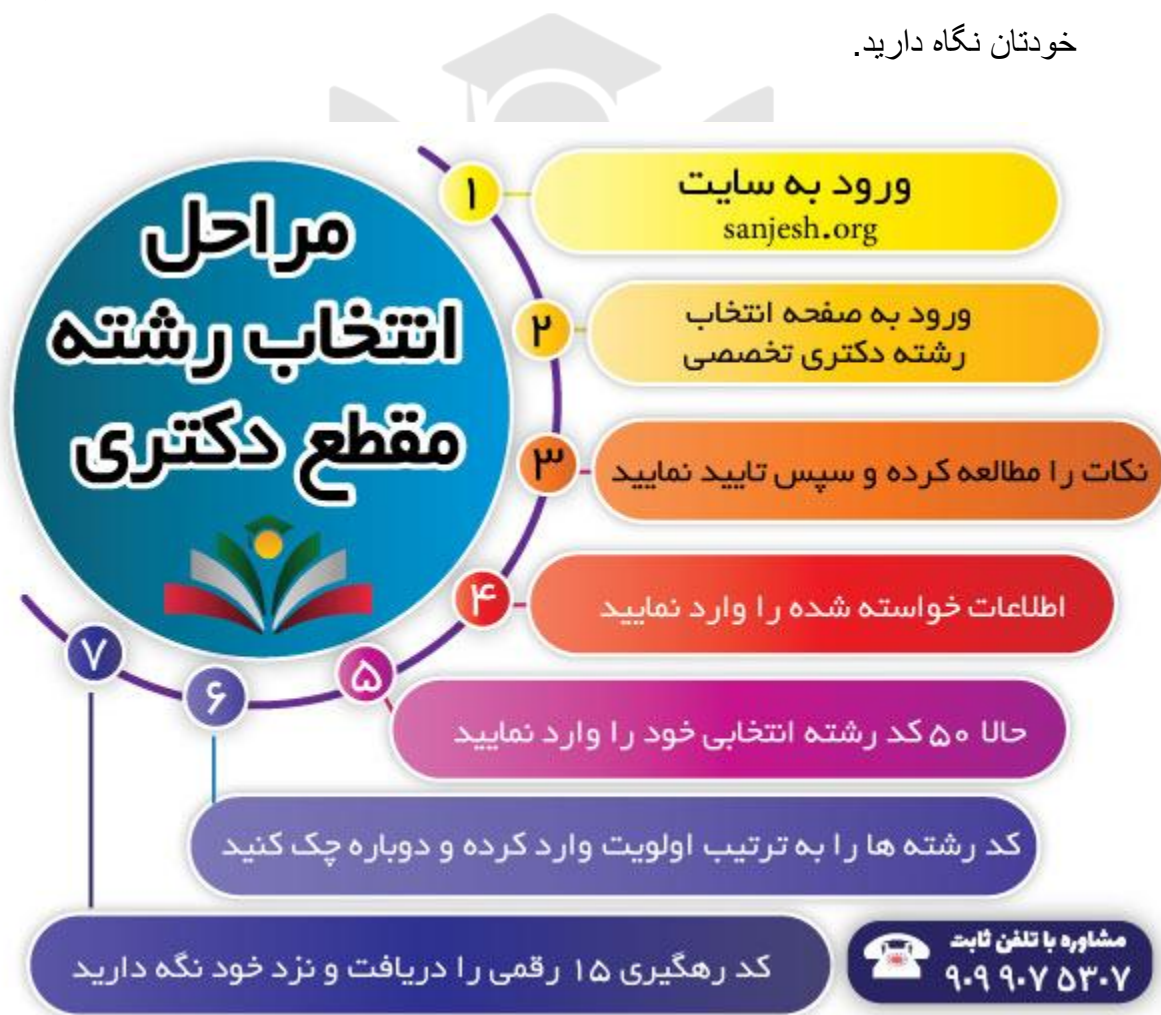 خودتان نگاه دارید.
مراحل
انتخاب رشته
مقطع دکتری
۱
ورود به سایت
sanjesh.org
۲
ورود به صفحه انتخاب
رشته دکتری تخصصی
۳
نکات را مطالعه کرده و سپس تایید نمایید
۴
اطلاعات خواسته شده را وارد نمایید
۵
حالا ۵۰ کد رشته انتخابی خود را وارد نمایید
۶
کد رشته ها را به ترتیب اولویت وارد کرده و دوباره چک کنید
۷
کد رهگیری ۱۵ رقمی را دریافت و نزد خود نگه دارید
مشاوره با تلفن ثابت
۹۰۹ ۹۰۷ ۵۳۰۷